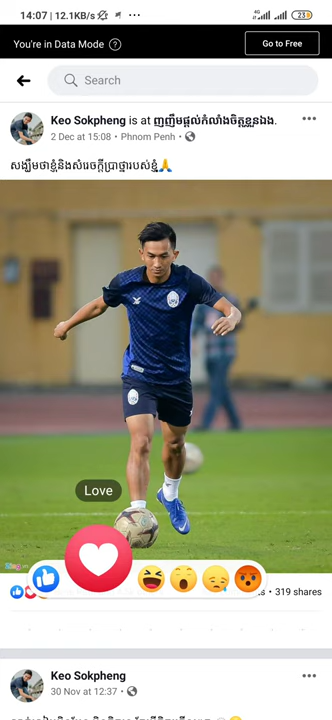 14:07 | 12.1KB/s
4G
23
You're in Data Mode ?
Go to Free
Search
Keo Sokpheng is at ញញឹមផ្តល់កំលាំងចិត្តខ្លួនឯង.
2 Dec at 15:08 • Phnom Penh •
សង្ឃឹមថាខ្ញុំនិងសំរេចក្តីប្រាថ្នារបស់ខ្ញុំ🙏
Love
• 319 shares
Keo Sokpheng
30 Nov at 12:37 •